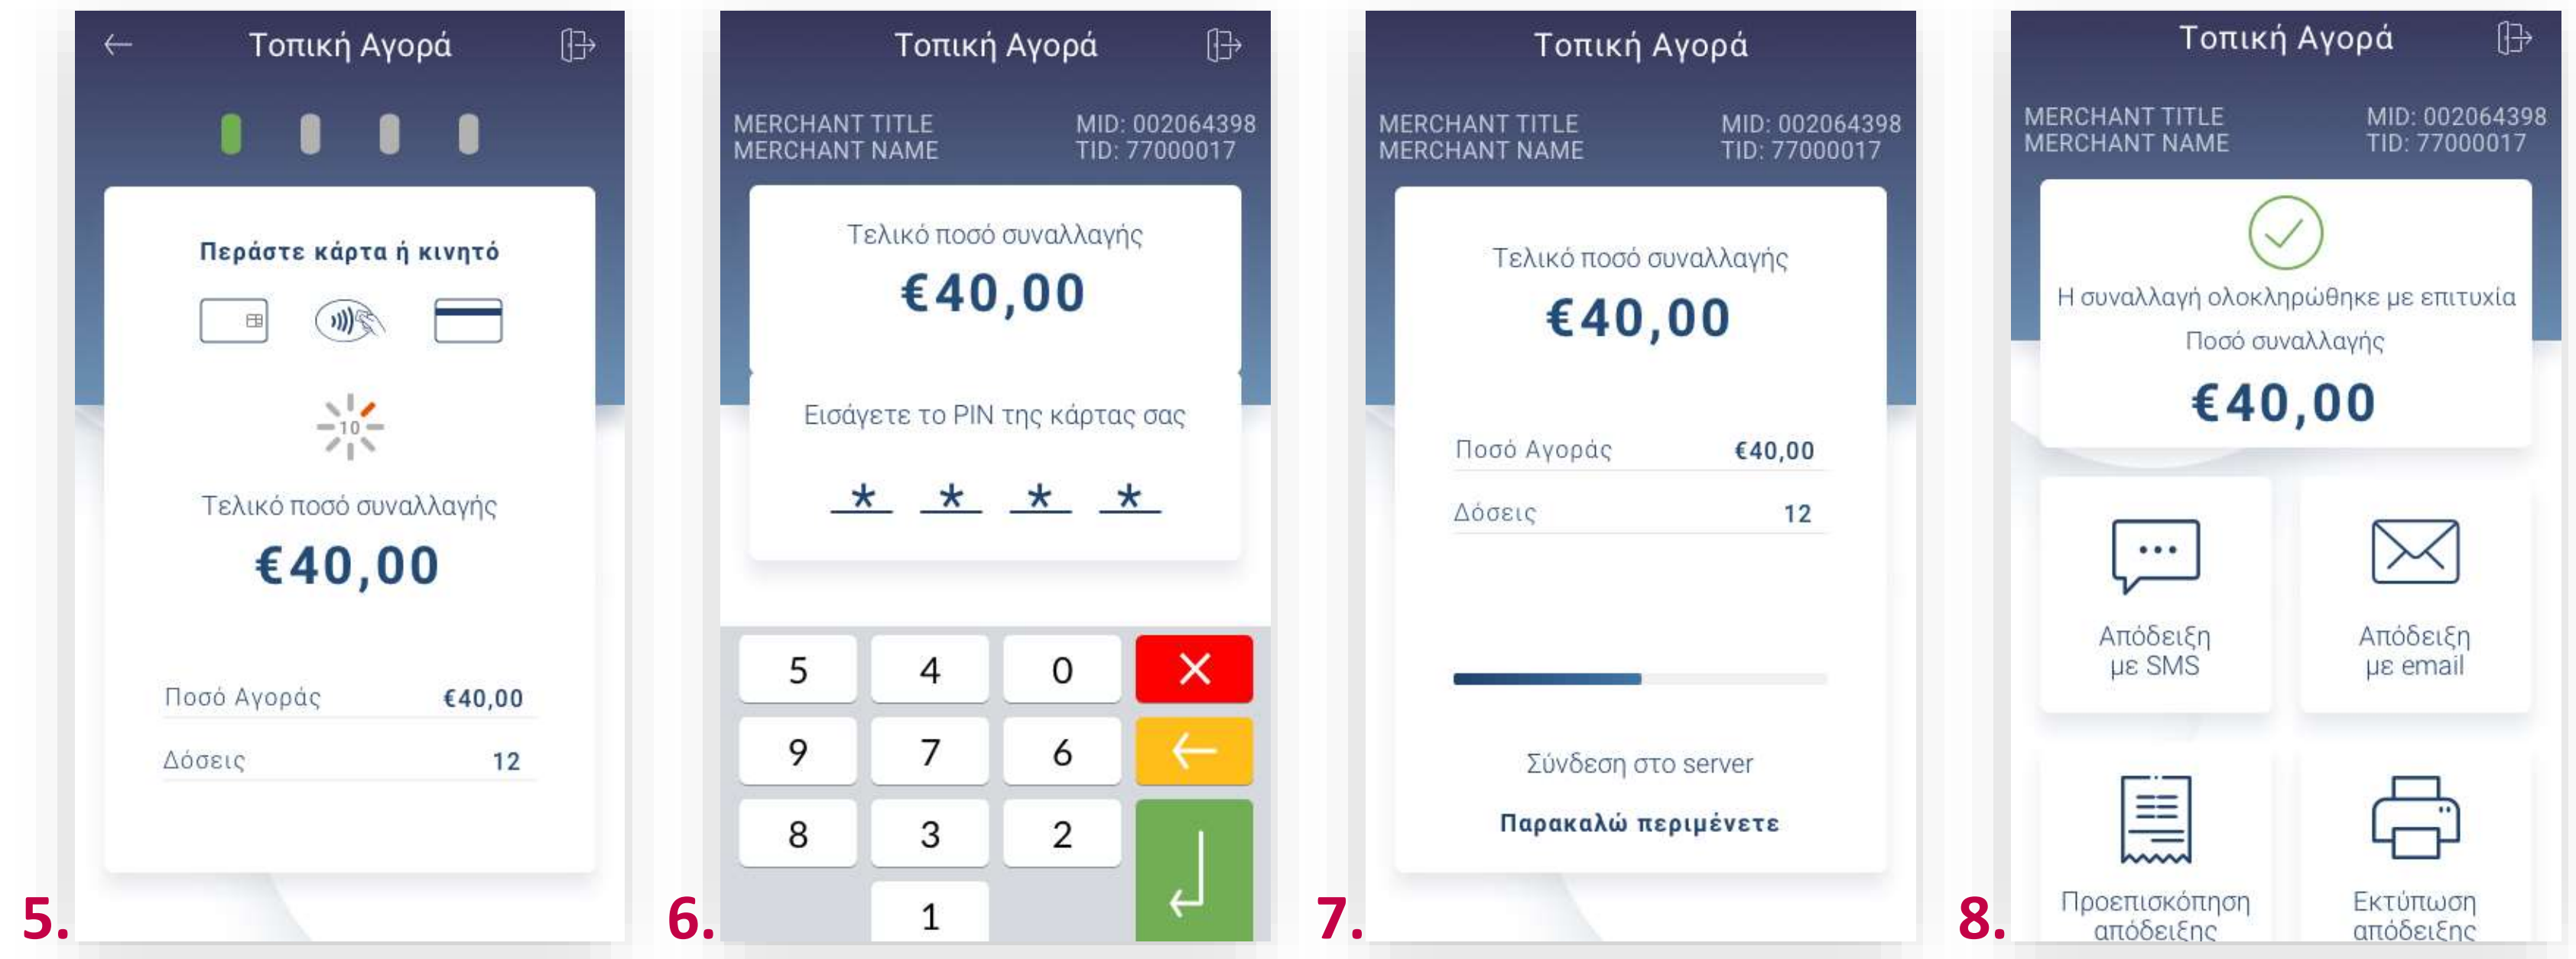 Τοπική Αγορά
Περάστε κάρτα ή κινητό
10
Τελικό ποσό συναλλαγής
€40,00
Ποσό Αγοράς €40,00
Δόσεις 12
5.
Τοπική Αγορά
MERCHANT TITLE MID: 002064398
MERCHANT NAME TID: 77000017
Τελικό ποσό συναλλαγής
€40,00
Εισάγετε το PIN της κάρτας σας
* * * *
5 4 0
9 7 6
8 3 2
1
6.
Τοπική Αγορά
MERCHANT TITLE MID: 002064398
MERCHANT NAME TID: 77000017
Τελικό ποσό συναλλαγής
€40,00
Ποσό Αγοράς €40,00
Δόσεις 12
Σύνδεση στο server
Παρακαλώ περιμένετε
7.
Τοπική Αγορά
MERCHANT TITLE MID: 002064398
MERCHANT NAME TID: 77000017
Η συναλλαγή ολοκληρώθηκε με επιτυχία
Ποσό συναλλαγής
€40,00
Απόδειξη
με SMS
Απόδειξη
με email
Προεπισκόπηση
απόδειξης
Εκτύπωση
απόδειξης
8.